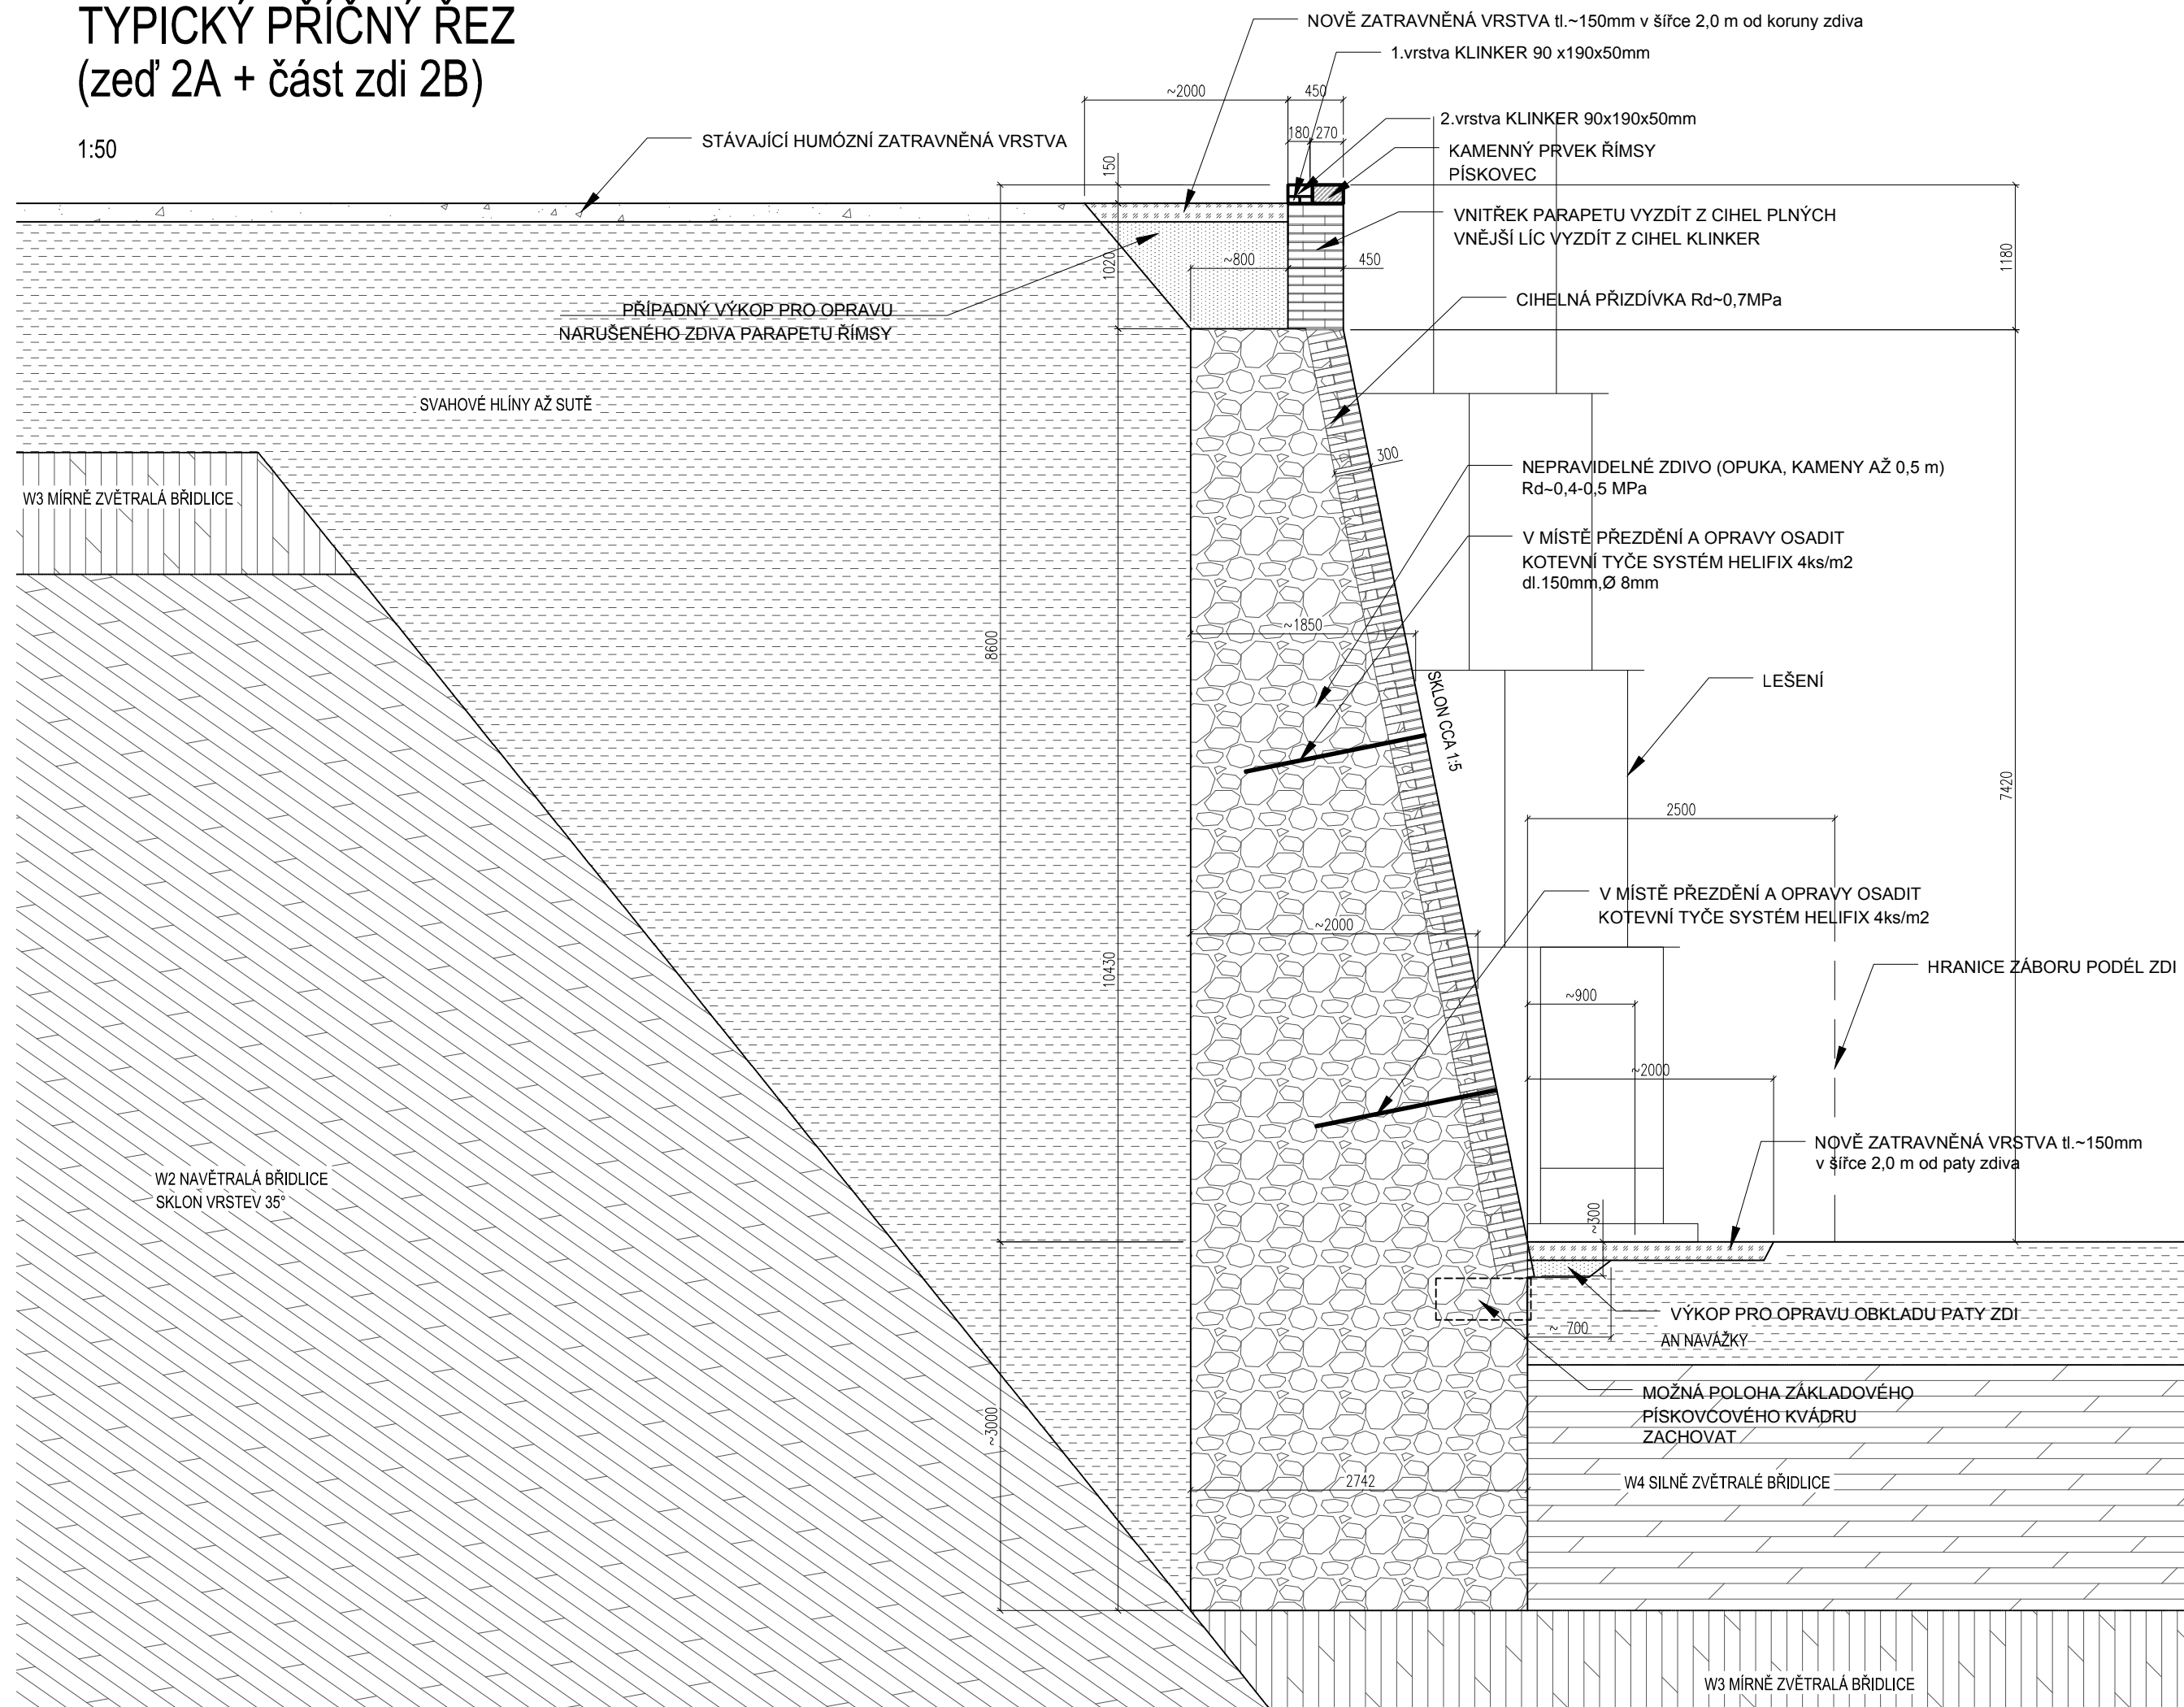 TYPICKÝ PŘÍČNÝ ŘEZ
(zeď 2A + část zdi 2B)
1:50
NOVĚ ZATRAVNĚNÁ VRSTVA tl.~150mm v šířce 2,0 m od koruny zdiva
1.vrstva KLINKER 90 x190x50mm
~2000
450
2.vrstva KLINKER 90x190x50mm
180
270
STÁVAJÍCÍ HUMÓZNÍ ZATRAVNĚNÁ VRSTVA
KAMENNÝ PRVEK ŘÍMSY
PÍSKOVEC
150
VNITŘEK PARAPETU VYZDÍT Z CIHEL PLNÝCH
VNĚJŠÍ LÍC VYZDÍT Z CIHEL KLINKER
1020
~800
450
1180
CIHELNÁ PŘIZDÍVKA Rd~0,7MPa
PŘÍPADNÝ VÝKOP PRO OPRAVU
NARUŠENÉHO ZDIVA PARAPETU ŘÍMSY
SVAHOVÉ HLÍNY AŽ SUTĚ
300
NEPRAVIDELNÉ ZDIVO (OPUKA, KAMENY AŽ 0,5 m)
Rd~0,4-0,5 MPa
W3 MÍRNĚ ZVĚTRALÁ BŘIDLICE
V MÍSTĚ PŘEZDĚNÍ A OPRAVY OSADIT
KOTEVNÍ TYČE SYSTÉM HELIFIX 4ks/m2
dl.150mm,Ø 8mm
~1850
8600
LEŠENÍ
SKLON CCA 1:5
7420
2500
V MÍSTĚ PŘEZDĚNÍ A OPRAVY OSADIT
KOTEVNÍ TYČE SYSTÉM HELIFIX 4ks/m2
~2000
10430
HRANICE ZÁBORU PODÉL ZDI
~900
~2000
NOVĚ ZATRAVNĚNÁ VRSTVA tl.~150mm
v šířce 2,0 m od paty zdiva
W2 NAVĚTRALÁ BŘIDLICE
SKLON VRSTEV 35°
~300
VÝKOP PRO OPRAVU OBKLADU PATY ZDI
~ 700
AN NAVÁŽKY
MOŽNÁ POLOHA ZÁKLADOVÉHO
PÍSKOVCOVÉHO KVÁDRU
ZACHOVAT
~3000
2742
W4 SILNĚ ZVĚTRALÉ BŘIDLICE
W3 MÍRNĚ ZVĚTRALÁ BŘIDLICE